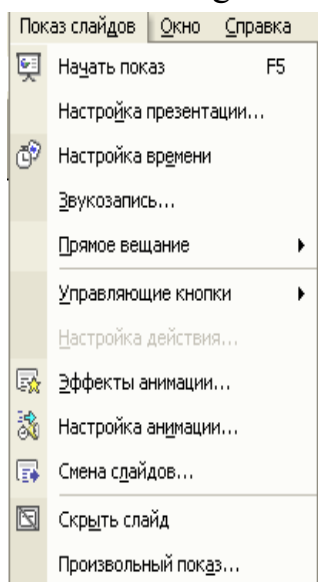 Показ слайдов Окно Справка
Начать показ F5
Настройка презентации...
Настройка времени
Звукозапись...
Прямое вещание
Управляющие кнопки
Настройка действия...
Эффекты анимации...
Настройка анимации...
Смена слайдов...
Скрыть слайд
Произвольный показ...